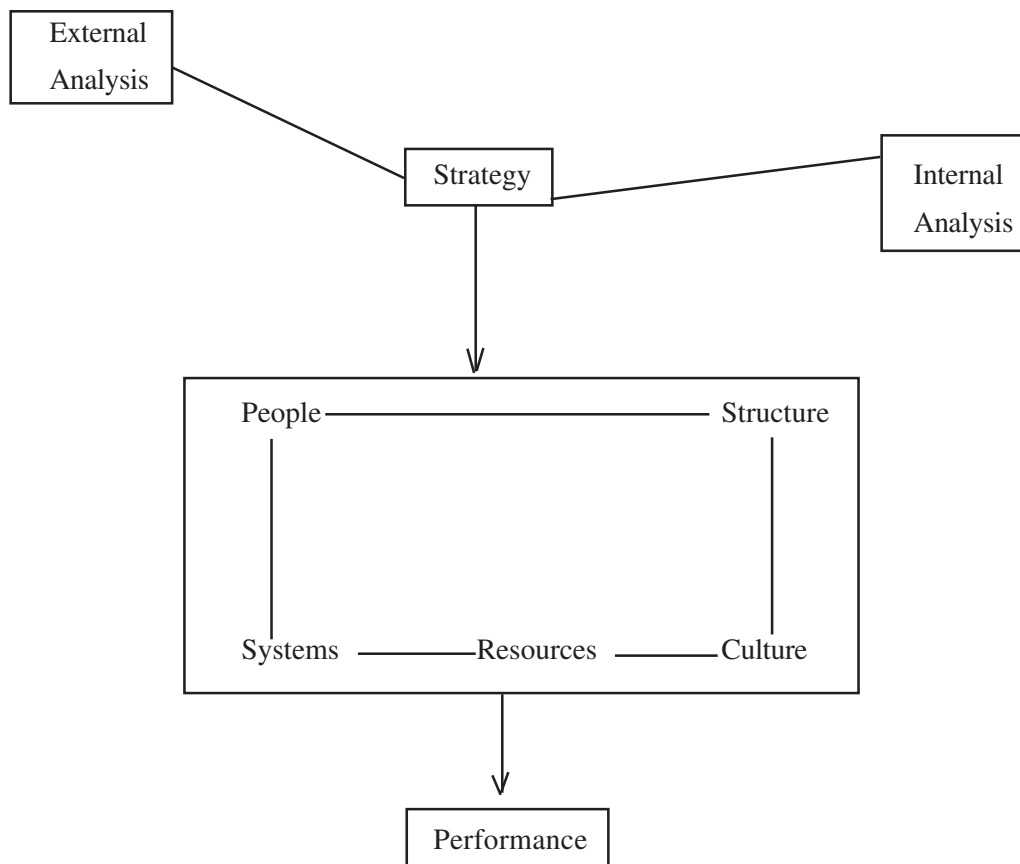 External
Analysis
Strategy
Internal
Analysis
People Structure
Systems Resources Culture
Performance